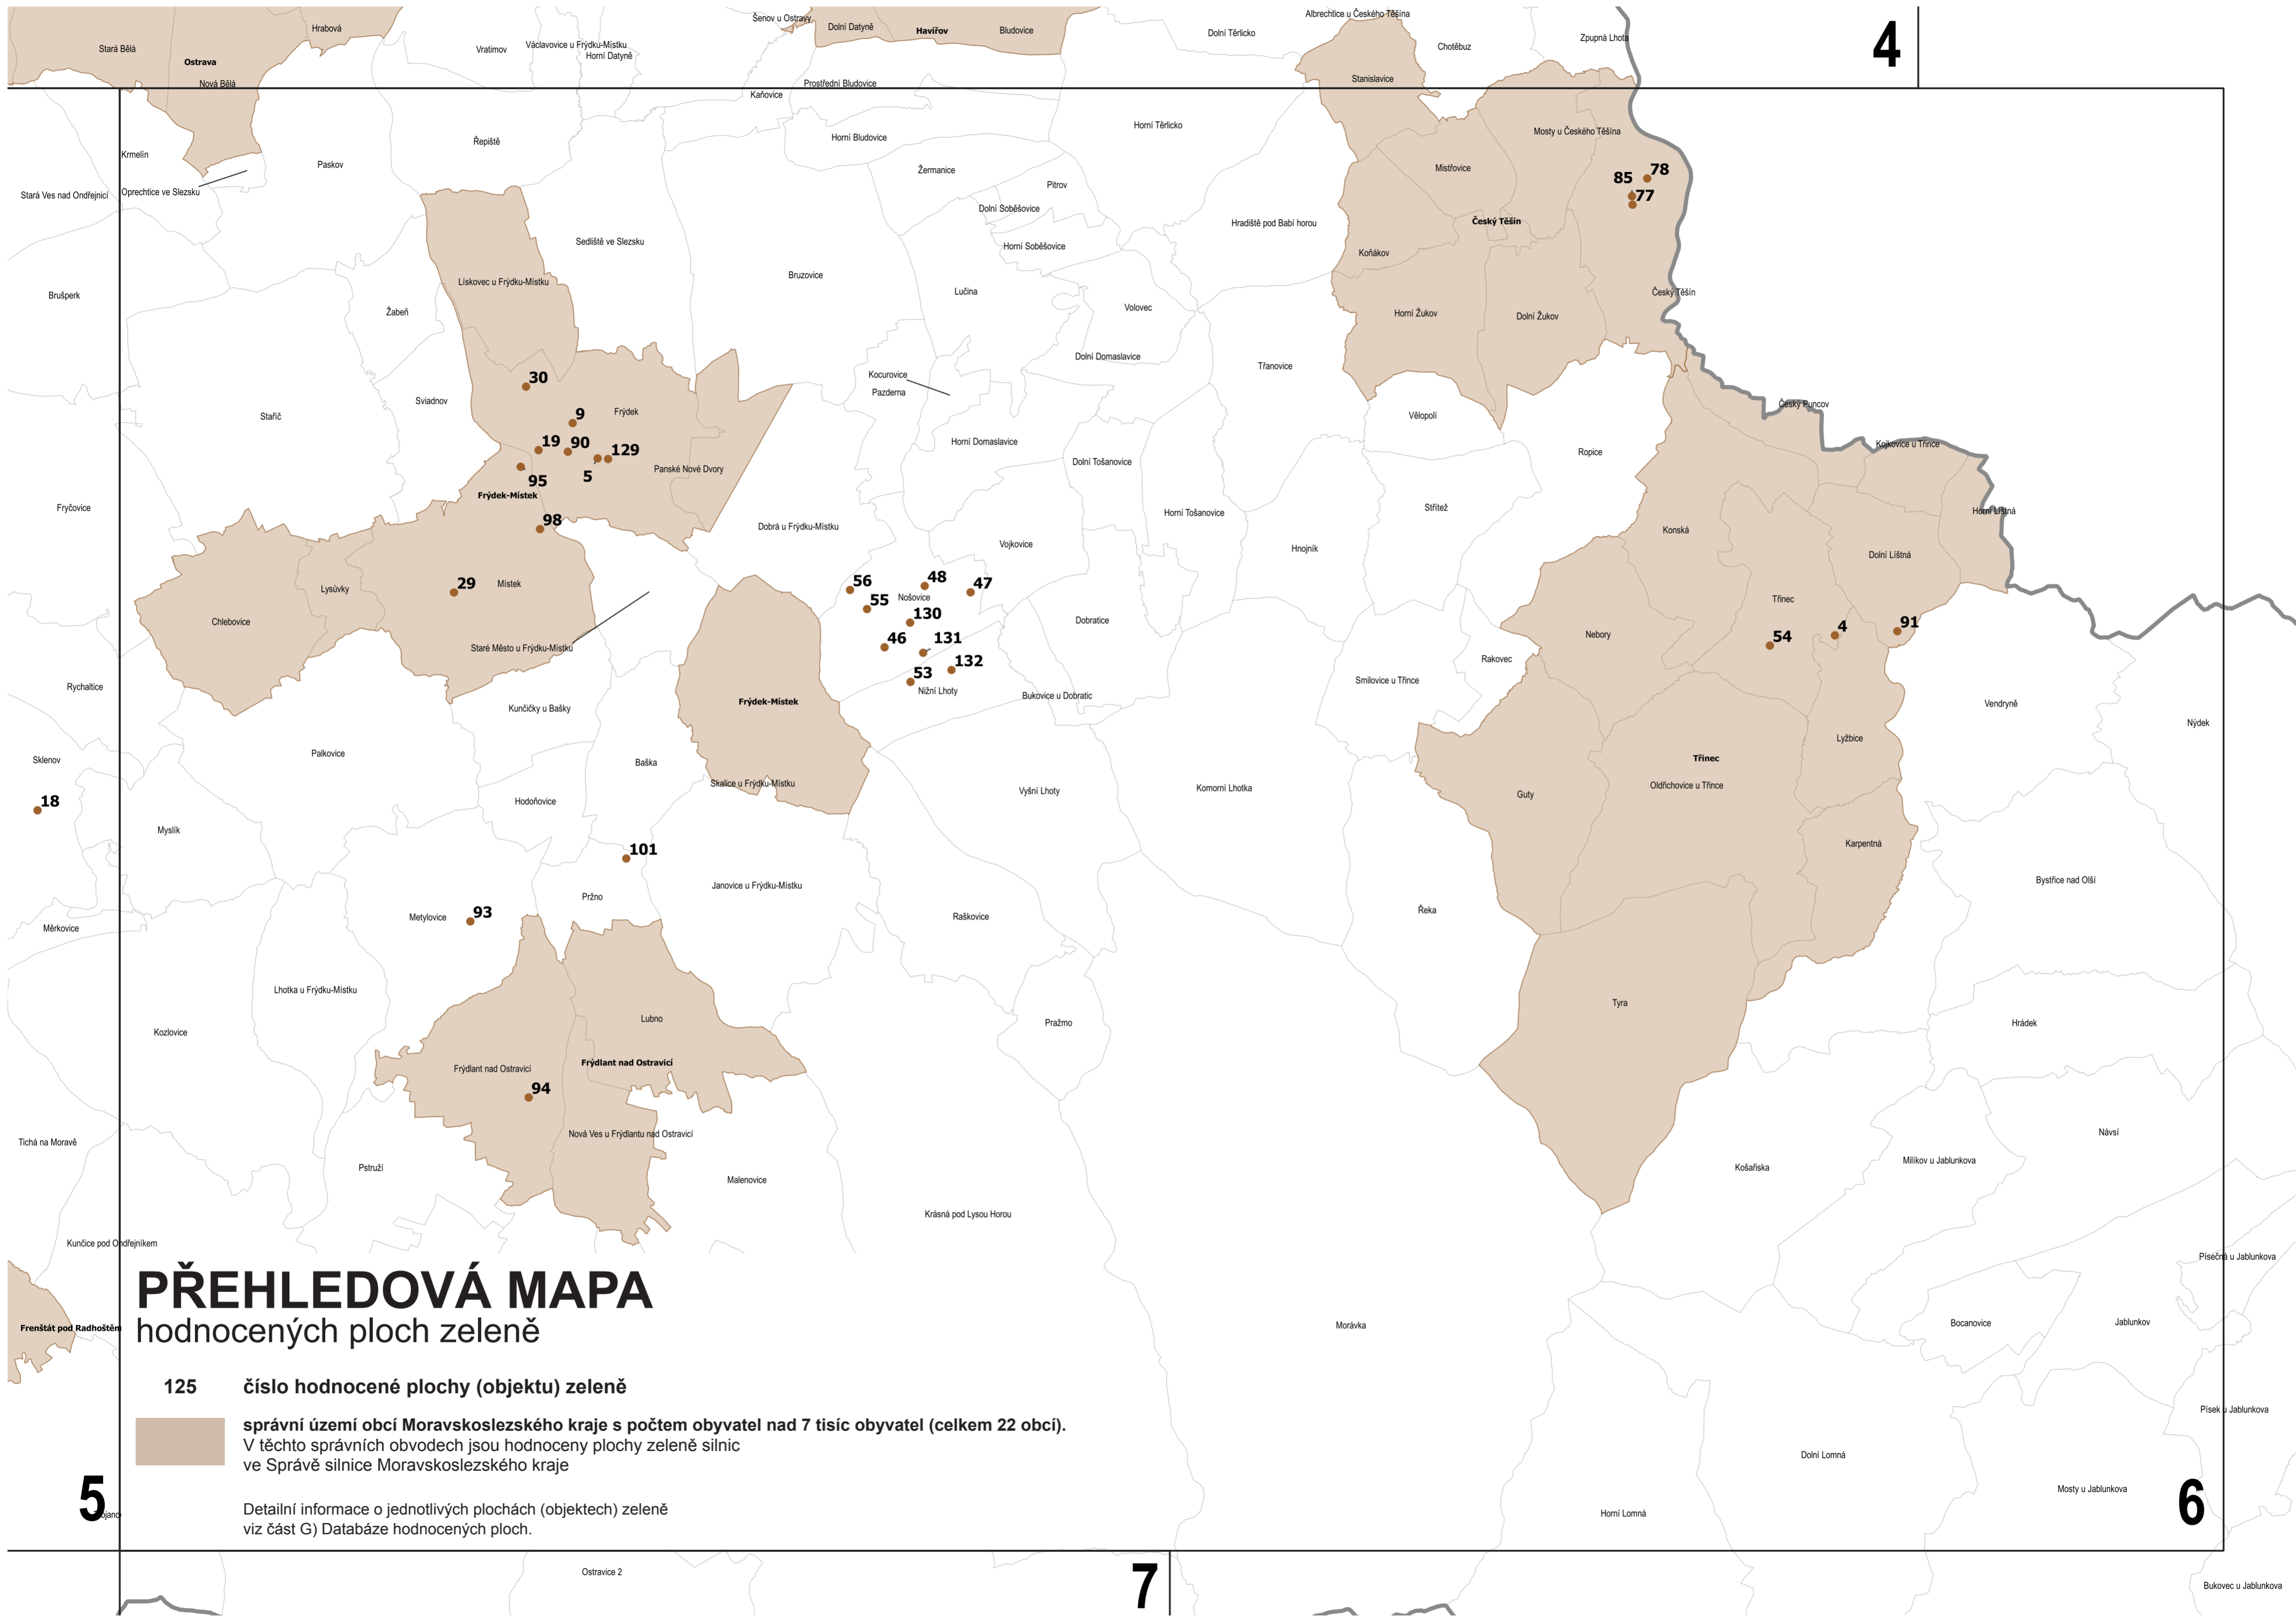 Stará Bělá
Ostrava
Nová Bělá
Hrabová
Vratimov
Václavovice u Frýdku-Místku
Horní Datyně
Šenov u Ostravy
Dolní Datyně
Havířov
Bludovice
Dolní Těrlicko
Albrechtice u Českého Těšína
Chotěbuz
Zpupná Lhota
4
Stanislavice
Kaňovice
Prostřední Bludovice
Horní Bludovice
Horní Těrlicko
Mosty u Českého Těšína
Krmelín
Paskov
Řepiště
Žermanice
Mistřovice
78
85
77
Stará Ves nad Ondřejnicí
Oprechtice ve Slezsku
Pitrov
Dolní Soběšovice
Hradiště pod Babí horou
Český Těšín
Sedliště ve Slezsku
Horní Soběšovice
Koňákov
Brušperk
Lískovec u Frýdku-Místku
Bruzovice
Lučina
Český Těšín
Žabeň
Volovec
Horní Žukov
Dolní Žukov
Dolní Domaslavice
Třanovice
30
Kocurovice
Pazderna
Sviadnov
Staříč
9
Frýdek
Vělopolí
Český Puncov
19
90
129
Horní Domaslavice
Kojkovice u Třince
Ropice
Dolní Tošanovice
Panské Nové Dvory
95
5
Frýdek-Místek
Fryčovice
98
Dobrá u Frýdku-Místku
Horní Tošanovice
Střítež
Horní Líštná
Konská
Vojkovice
Hnojník
Dolní Líštná
Lysůvky
29
Místek
56
48
47
55
Nošovice
Třinec
Chlebovice
130
Dobratice
Nebory
4
91
54
46
131
Staré Město u Frýdku-Místku
132
Rakovec
53
Nižní Lhoty
Smilovice u Třince
Bukovice u Dobratic
Rychaltice
Kunčičky u Bašky
Frýdek-Místek
Vendryně
Nýdek
Palkovice
Lyžbice
Sklenov
Baška
Třinec
Skalice u Frýdku-Místku
Oldřichovice u Třince
Vyšní Lhoty
Komorní Lhotka
Guty
18
Hodoňovice
Myslík
101
Karpentná
Janovice u Frýdku-Místku
Bystřice nad Olší
Pržno
93
Metylovice
Raškovice
Řeka
Měrkovice
Lhotka u Frýdku-Místku
Tyra
Lubno
Pražmo
Hrádek
Kozlovice
Frýdlant nad Ostravicí
Frýdlant nad Ostravicí
94
Nová Ves u Frýdlantu nad Ostravicí
Tichá na Moravě
Návsí
Pstruží
Košařiska
Milíkov u Jablunkova
Malenovice
Krásná pod Lysou Horou
Kunčice pod Ondřejníkem
Písečná u Jablunkova
PŘEHLEDOVÁ MAPA
hodnocených ploch zeleně
Frenštát pod Radhoštěm
Morávka
Bocanovice
Jablunkov
125 číslo hodnocené plochy (objektu) zeleně
správní území obcí Moravskoslezského kraje s počtem obyvatel nad 7 tisíc obyvatel (celkem 22 obcí).
V těchto správních obvodech jsou hodnoceny plochy zeleně silnic
ve Správě silnice Moravskoslezského kraje
Písek u Jablunkova
Dolní Lomná
Mosty u Jablunkova
5
6
Detailní informace o jednotlivých plochách (objektech) zeleně
viz část G) Databáze hodnocených ploch.
Horní Lomná
Ostravice 2
7
Bukovec u Jablunkova